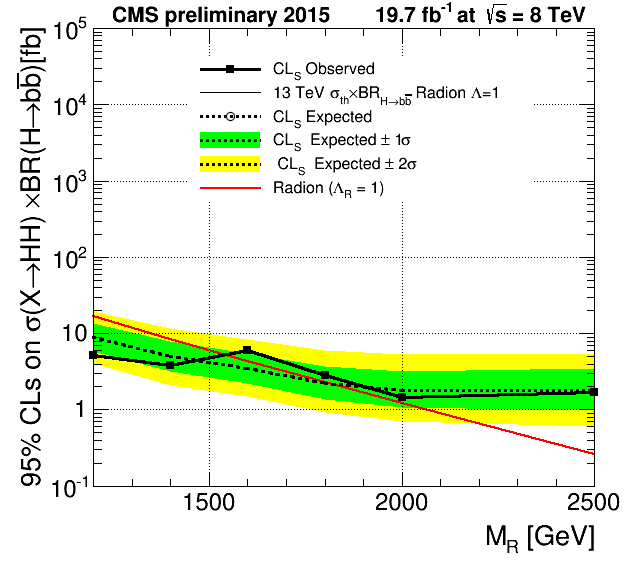 CMS preliminary 2015 19.7 fb⁻¹ at √s = 8 TeV
95% CLs on σ(X→HH) ×BR(H→bb̅)[fb]
10⁵
10⁴
10³
10²
10
1
10⁻¹
CL_S Observed
13 TeV σ_th×BR_H→bb̅ Radion Λ=1
CL_S Expected
CL_S Expected ± 1σ
CL_S Expected ± 2σ
Radion (Λ_R = 1)
1500 2000 2500
M_R [GeV]